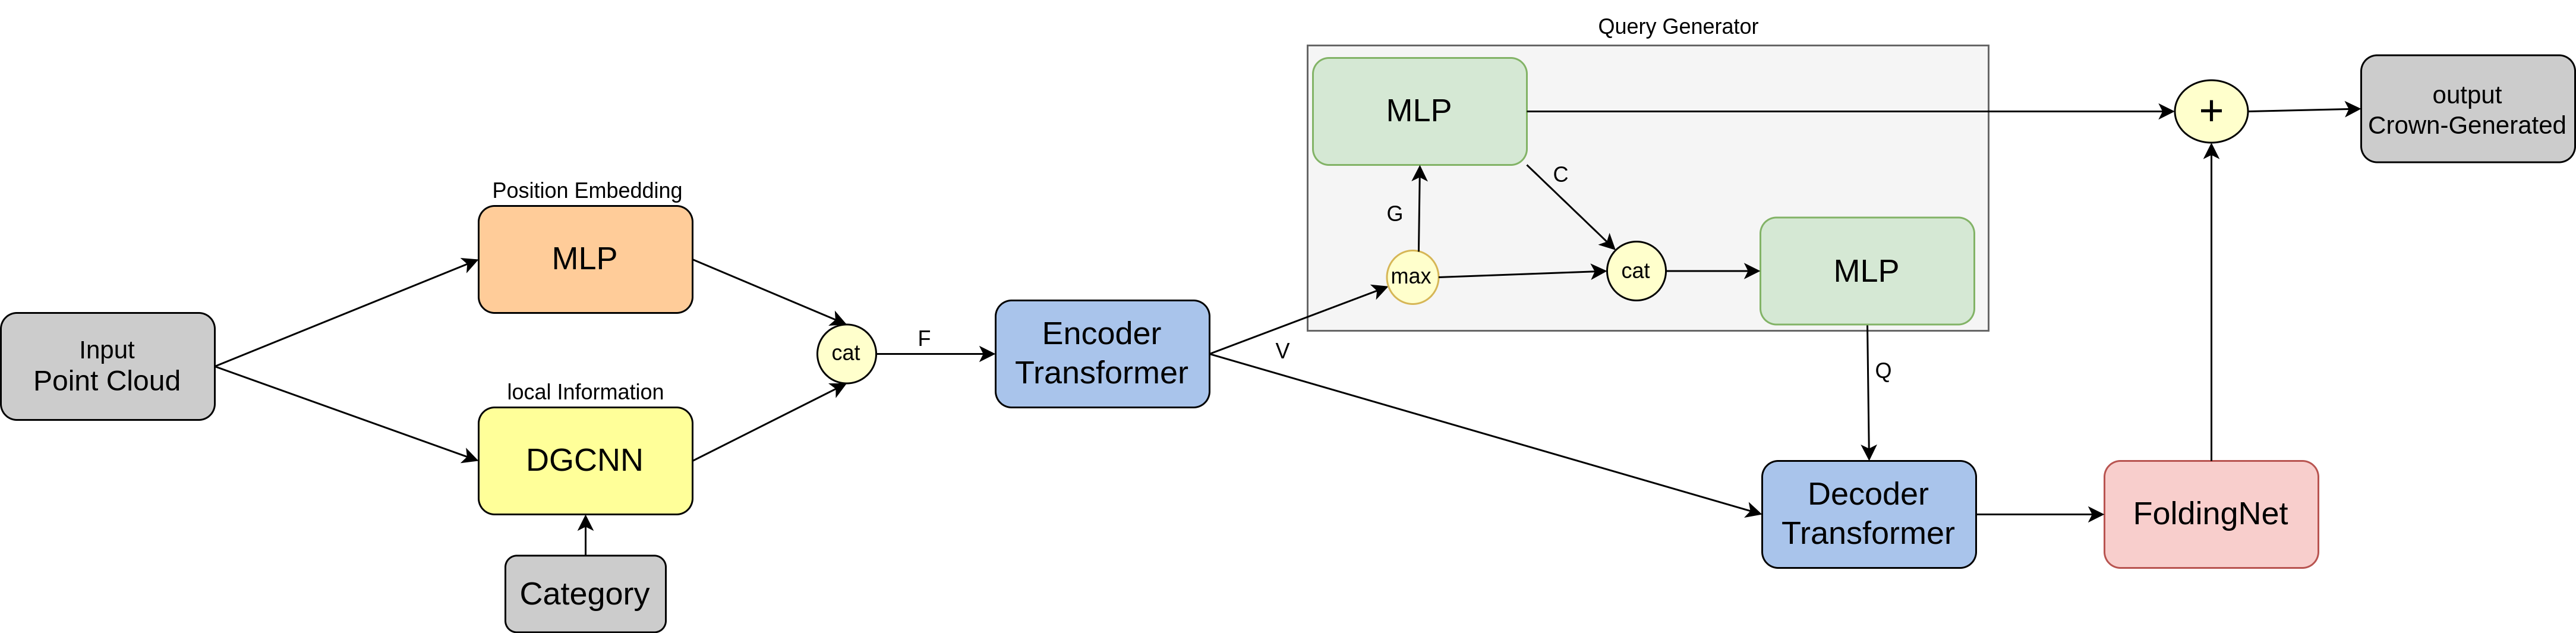 Query Generator
MLP
+
output
Crown-Generated
C
Position Embedding
MLP
G
max
cat
MLP
Input
Point Cloud
cat
F
Encoder
Transformer
V
Q
local Information
DGCNN
Decoder
Transformer
FoldingNet
Category